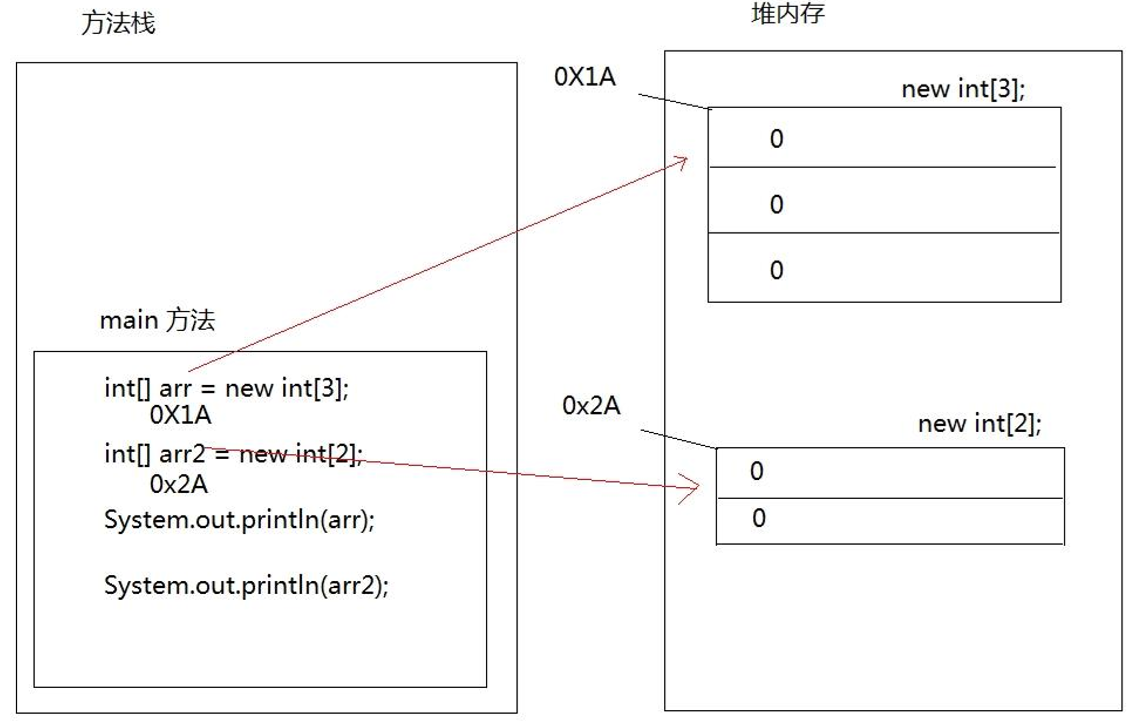 方法栈
堆内存
0X1A
new int[3];
0
0
0
main 方法
int[] arr = new int[3];
0X1A
int[] arr2 = new int[2];
0x2A
System.out.println(arr);
System.out.println(arr2);
0x2A
new int[2];
0
0